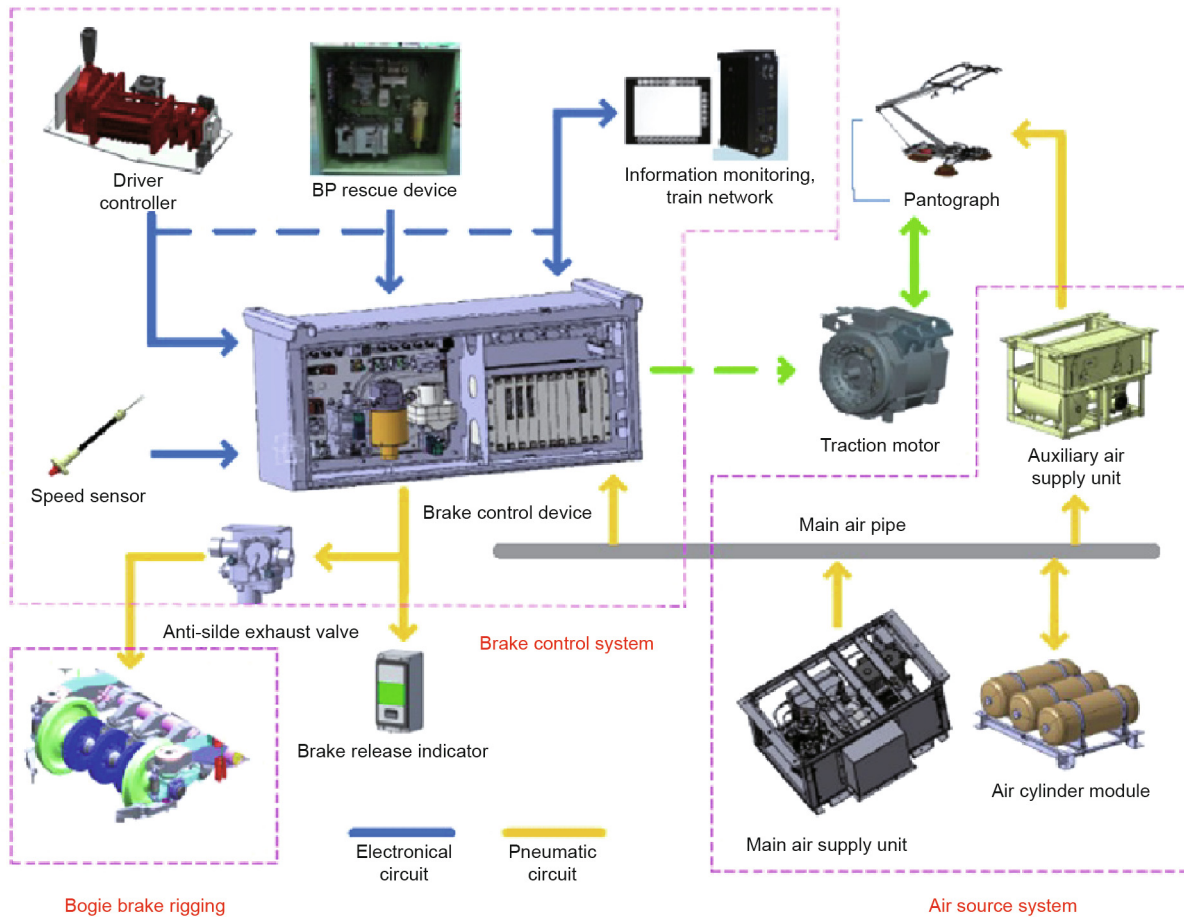 Driver
controller
BP rescue device
Information monitoring,
train network
Pantograph
Speed sensor
Brake control device
Traction motor
Auxiliary air
supply unit
Main air pipe
Anti-silde exhaust valve
Brake control system
Brake release indicator
Main air supply unit
Air cylinder module
Electronical
circuit
Pneumatic
circuit
Bogie brake rigging
Air source system